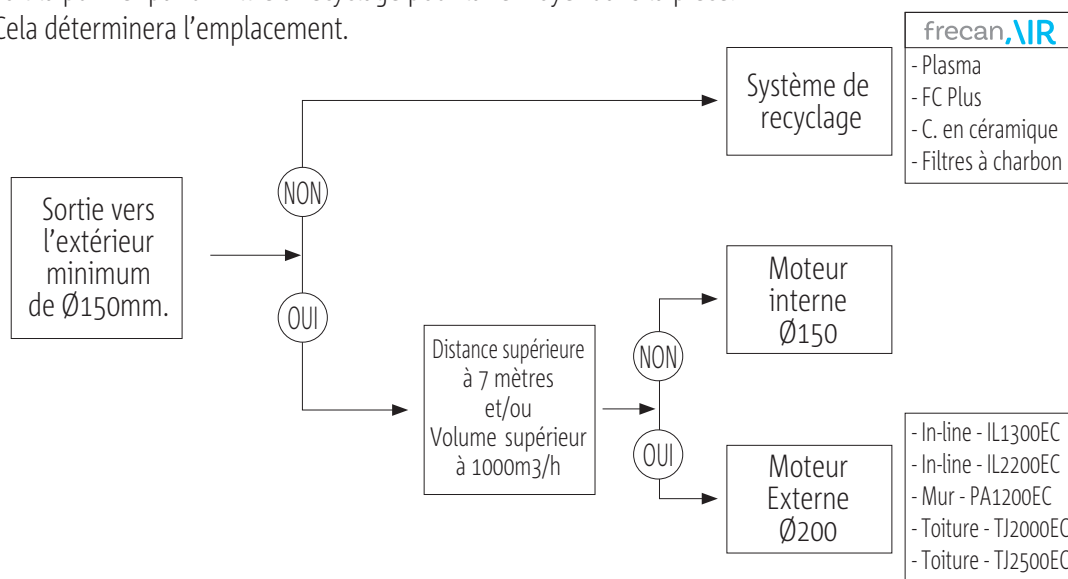 Cela déterminera l'emplacement.
frecan AIR
- Plasma
- FC Plus
- C. en céramique
- Filtres à charbon
Système de
recyclage
NON
Sortie vers
l'extérieur
minimum
de Ø150mm.
OUI
Moteur
interne
Ø150
NON
Distance supérieure
à 7 mètres
et/ou
Volume supérieur
à 1000m3/h
OUI
Moteur
Externe
Ø200
- In-line - IL1300EC
- In-line - IL2200EC
- Mur - PA1200EC
- Toiture - TJ2000EC
- Toiture - TJ2500EC